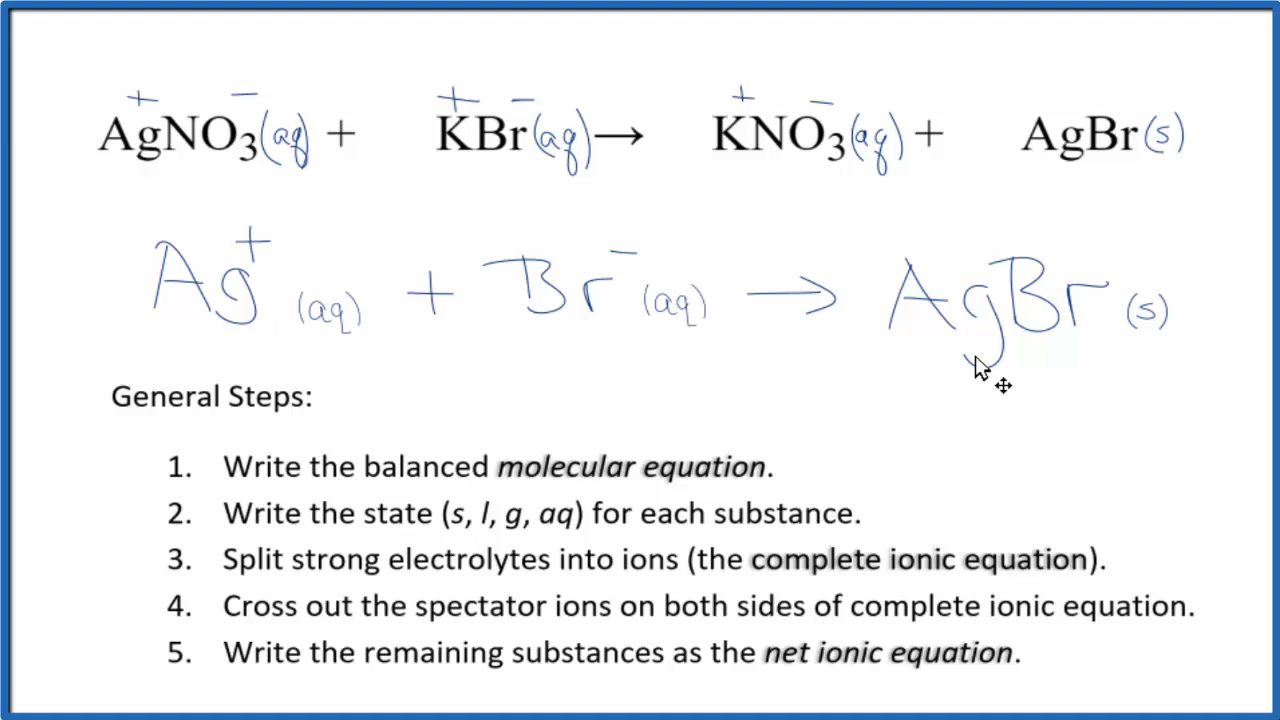 AgNO₃(aq) + KBr(aq) → KNO₃(aq) + AgBr(s)
Ag⁺(aq) + Br⁻(aq) → AgBr(s)
General Steps:
1. Write the balanced molecular equation.
2. Write the state (s, l, g, aq) for each substance.
3. Split strong electrolytes into ions (the complete ionic equation).
4. Cross out the spectator ions on both sides of complete ionic equation.
5. Write the remaining substances as the net ionic equation.